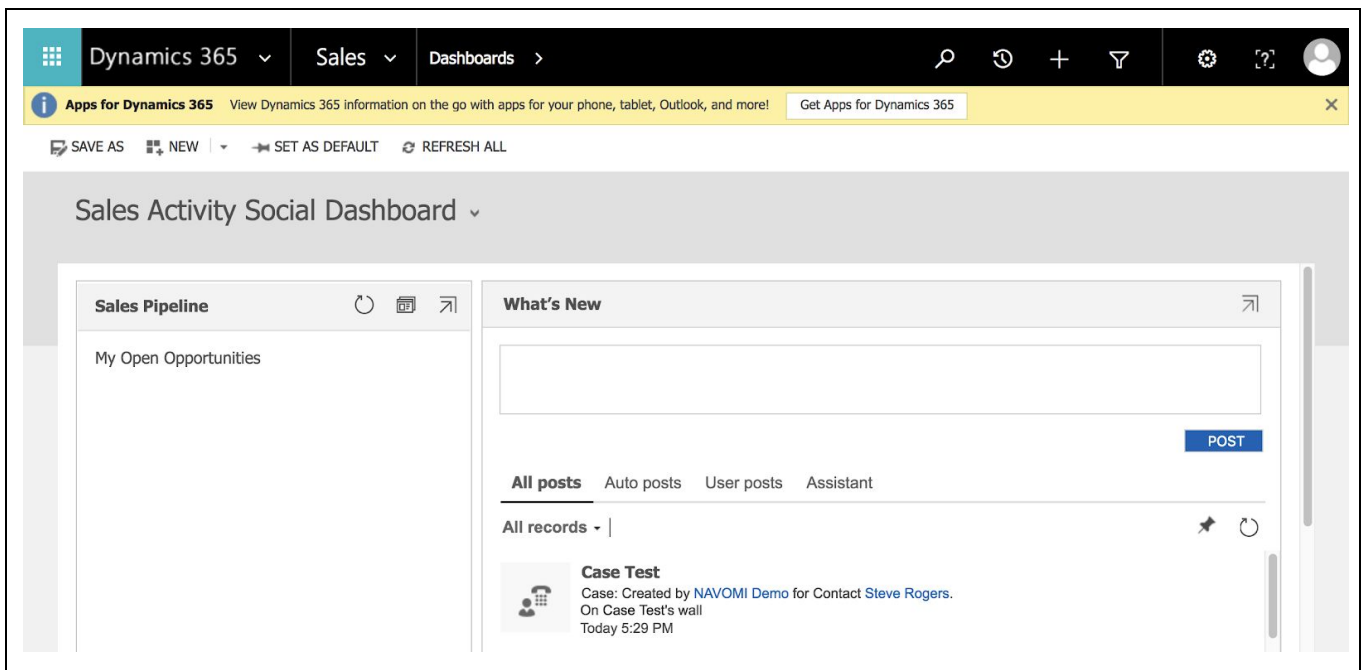 Dynamics 365 Sales Dashboards
Apps for Dynamics 365 View Dynamics 365 information on the go with apps for your phone, tablet, Outlook, and more! Get Apps for Dynamics 365
SAVE AS NEW SET AS DEFAULT REFRESH ALL
Sales Activity Social Dashboard
Sales Pipeline
My Open Opportunities
What's New
POST
All posts Auto posts User posts Assistant
All records
Case Test
Case: Created by NAVOMI Demo for Contact Steve Rogers.
On Case Test's wall
Today 5:29 PM